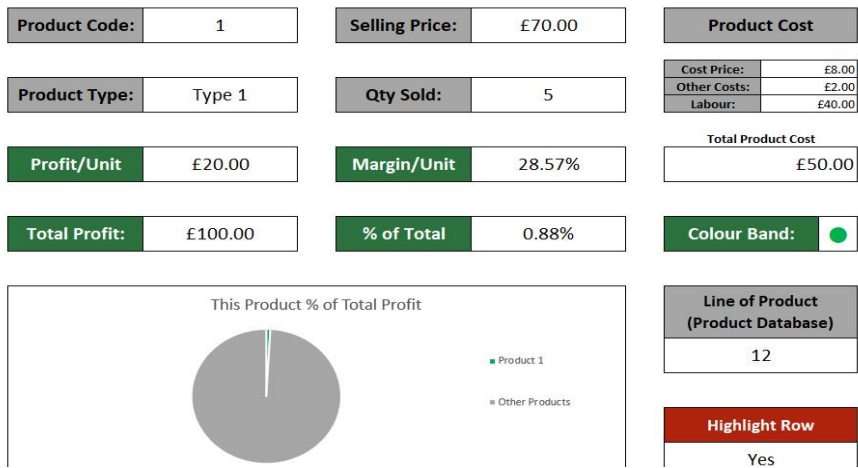 Product Code: 1 Selling Price: £70.00 Product Cost
Cost Price: £8.00
Product Type: Type 1 Qty Sold: 5 Other Costs: £2.00
Labour: £40.00
Total Product Cost
Profit/Unit £20.00 Margin/Unit 28.57% £50.00
Total Profit: £100.00 % of Total 0.88% Colour Band:
This Product % of Total Profit
Product 1
Other Products
Line of Product
(Product Database)
12
Highlight Row
Yes